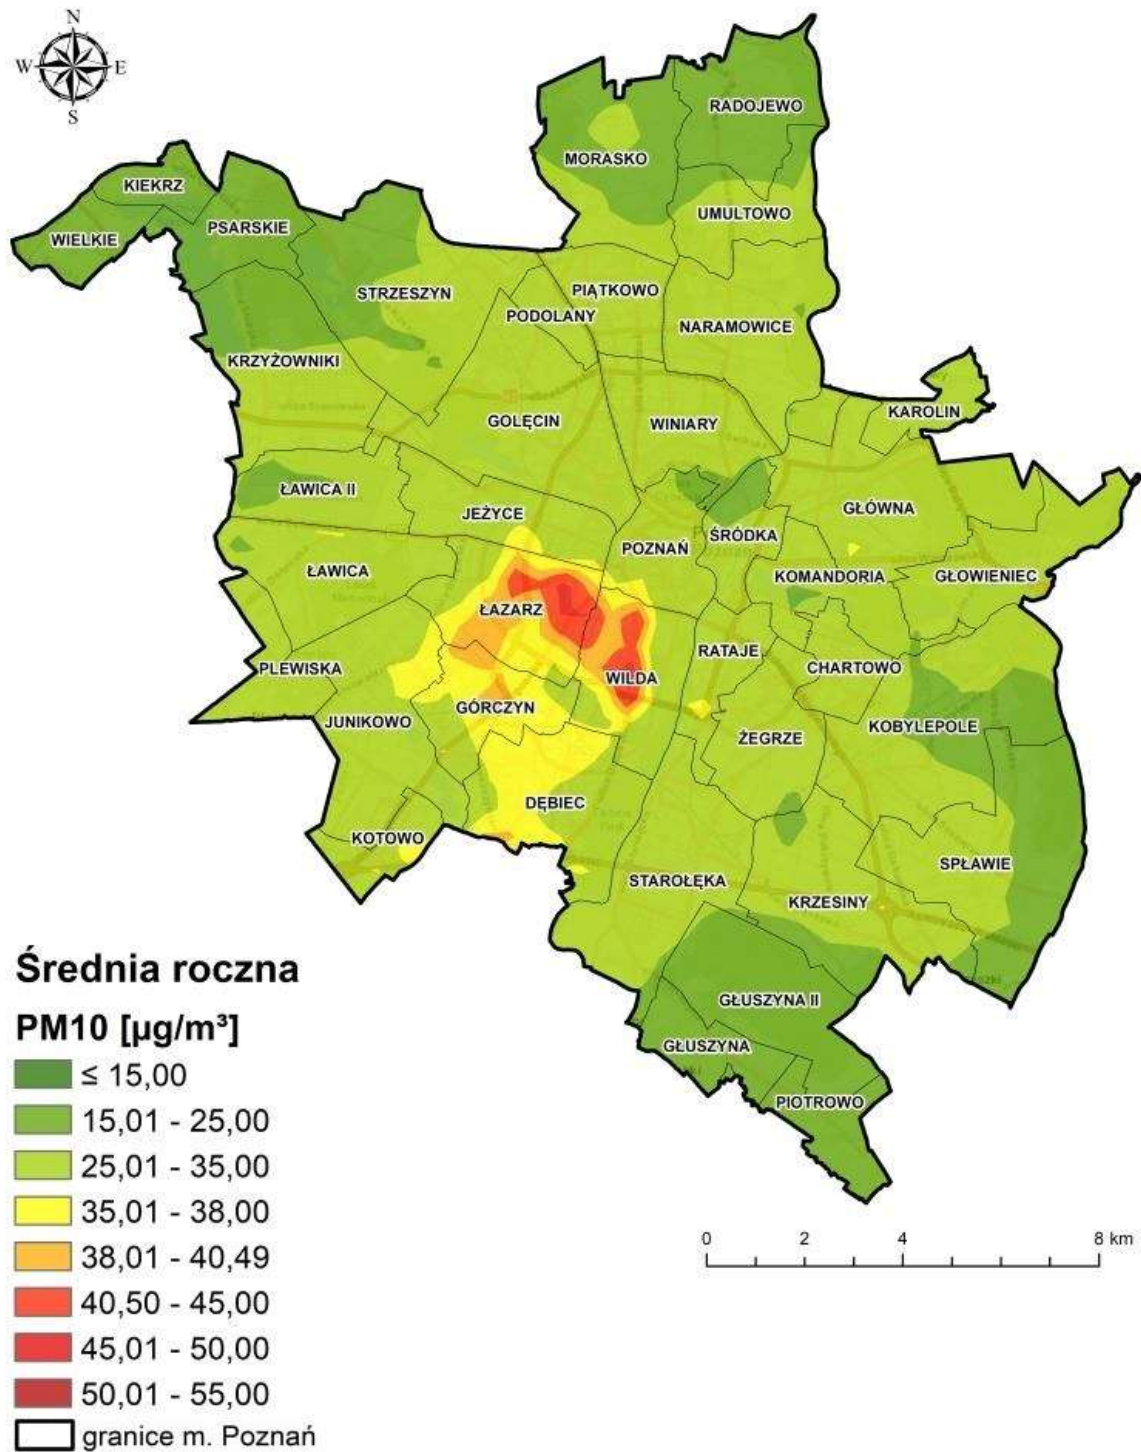 N
W E
S
RADOJEWO
MORASKO
KIEKRZ
UMULTOWO
PSARSKIE
WIELKIE
PIĄTKOWO
STRZESZYN
PODOLANY
NARAMOWICE
KRZYŻOWNIKI
KAROLIN
GOLĘCIN
WINIARY
ŁAWICA II
GŁÓWNA
JEŻYCE
ŚRÓDKA
POZNAŃ
ŁAWICA
KOMANDORIA
GŁOWIENIEC
ŁAZARZ
RATAJE
CHARTOWO
PLEWISKA
WILDA
GÓRCZYN
JUNIKOWO
KOBYLEPOLE
ŻEGRZE
DĘBIEC
KOTOWO
SPŁAWIE
STAROŁĘKA
KRZESINY
GŁUSZYNA II
GŁUSZYNA
PIOTROWO
Średnia roczna
PM10 [µg/m³]
≤ 15,00
15,01 - 25,00
25,01 - 35,00
35,01 - 38,00
38,01 - 40,49
40,50 - 45,00
45,01 - 50,00
50,01 - 55,00
granice m. Poznań
0 2 4 8 km